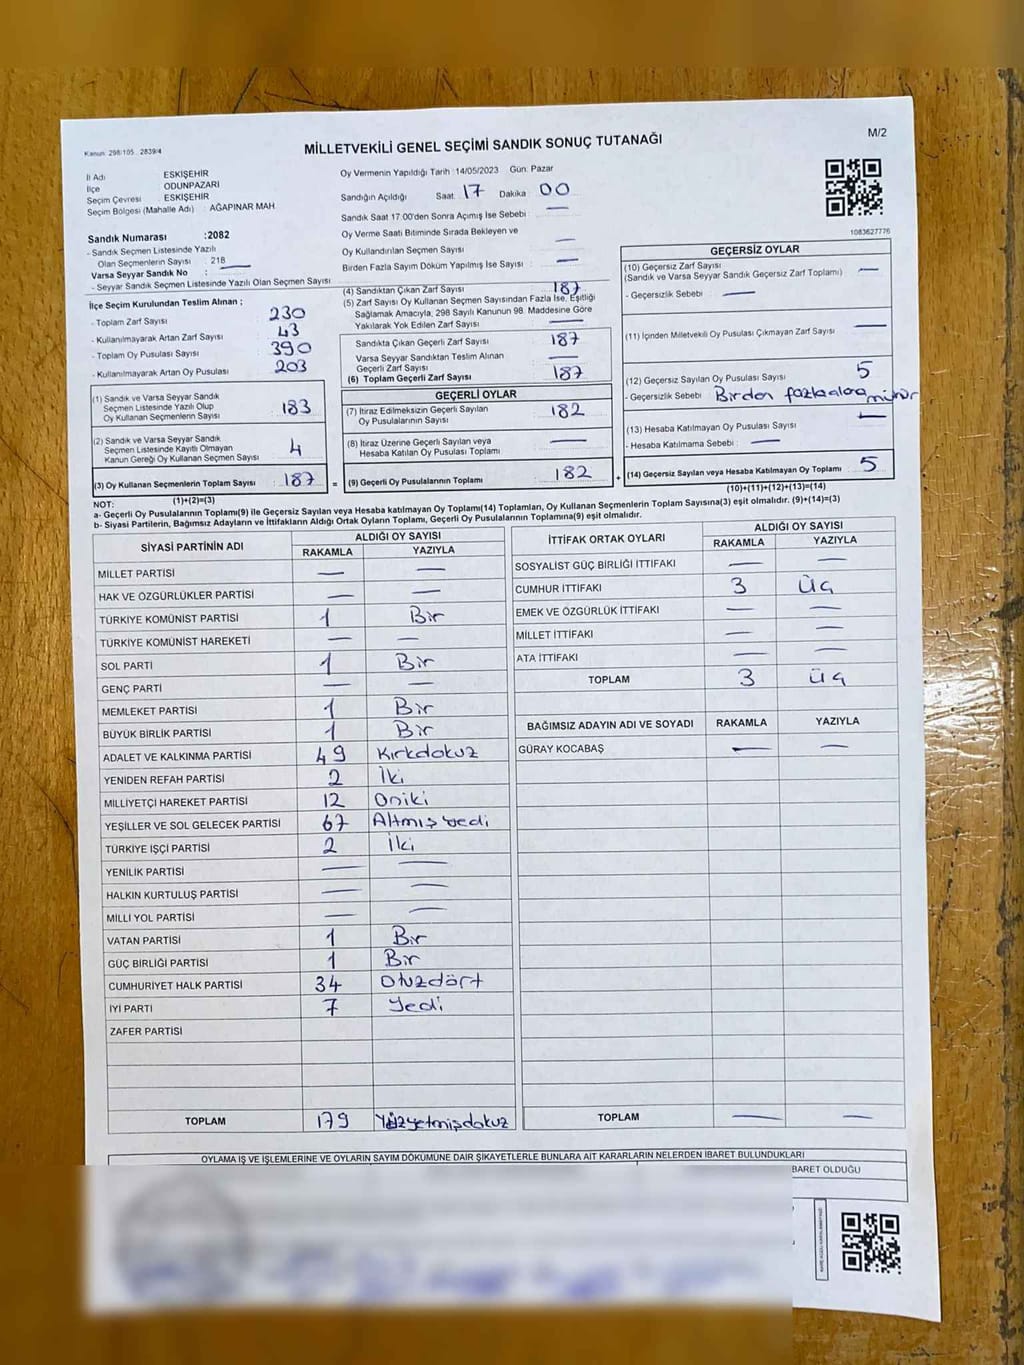 Kanun: 298/105 2839/4
MİLLETVEKİLİ GENEL SEÇİMİ SANDIK SONUÇ TUTANAĞI
M/2
İl Adı ESKİŞEHİR
İlçe ODUNPAZARI
Seçim Çevresi ESKİŞEHİR
Seçim Bölgesi (Mahalle Adı) : AĞAPINAR MAH.
Sandık Numarası :2082
- Sandık Seçmen Listesinde Yazılı
Olan Seçmenlerin Sayısı : 218
Varsa Seyyar Sandık No : —
- Seyyar Sandık Seçmen Listesinde Yazılı Olan Seçmen Sayısı
Oy Vermenin Yapıldığı Tarih :14/05/2023 Gün: Pazar
Sandığın Açıldığı Saat: 17 Dakika 00
Sandık Saat 17:00'den Sonra Açımış İse Sebebi : —
Oy Verme Saati Bitiminde Sırada Bekleyen ve
Oy Kullandırılan Seçmen Sayısı —
Birden Fazla Sayım Döküm Yapılmış İse Sayısı —
1083627776
İlçe Seçim Kurulundan Teslim Alınan ;
- Toplam Zarf Sayısı 230
- Kullanılmayarak Artan Zarf Sayısı 43
- Toplam Oy Pusulası Sayısı 390
- Kullanılmayarak Artan Oy Pusulası 203
(4) Sandıktan Çıkan Zarf Sayısı 187
(5) Zarf Sayısı Oy Kullanan Seçmen Sayısından Fazla İse, Eşitliği
Sağlamak Amacıyla, 298 Sayılı Kanunun 98. Maddesine Göre
Yakılarak Yok Edilen Zarf Sayısı —
Sandıkta Çıkan Geçerli Zarf Sayısı 187
Varsa Seyyar Sandıktan Teslim Alınan
Geçerli Zarf Sayısı —
(6) Toplam Geçerli Zarf Sayısı 187
GEÇERSİZ OYLAR
(10) Geçersiz Zarf Sayısı
(Sandık ve Varsa Seyyar Sandık Geçersiz Zarf Toplamı) —
- Geçersizlik Sebebi : —
(11) İçinden Milletvekili Oy Pusulası Çıkmayan Zarf Sayısı —
(12) Geçersiz Sayılan Oy Pusulası Sayısı 5
- Geçersizlik Sebebi : Birden fazla alana mühür
(13) Hesaba Katılmayan Oy Pusulası Sayısı —
- Hesaba Katılmama Sebebi : —
(14) Geçersiz Sayılan veya Hesaba Katılmayan Oy Toplamı 5
(10)+(11)+(12)+(13)=(14)
(1) Sandık ve Varsa Seyyar Sandık
Seçmen Listesinde Yazılı Olup
Oy Kullanan Seçmenlerin Sayısı 183
(2) Sandık ve Varsa Seyyar Sandık
Seçmen Listesinde Kayıtlı Olmayan
Kanun Gereği Oy Kullanan Seçmen Sayısı 4
(3) Oy Kullanan Seçmenlerin Toplam Sayısı 187
(1)+(2)=(3)
GEÇERLİ OYLAR
(7) İtiraz Edilmeksizin Geçerli Sayılan
Oy Pusulalarının Sayısı 182
(8) İtiraz Üzerine Geçerli Sayılan veya
Hesaba Katılan Oy Pusulası Toplamı —
(9) Geçerli Oy Pusulalarının Toplamı 182
NOT:
a- Geçerli Oy Pusulaları Toplamı(9) ile Geçersiz Sayılan veya Hesaba katılmayan Oy Toplamı(14) Toplamları, Oy Kullanan Seçmenlerin Toplam Sayısına(3) eşit olmalıdır. (9)+(14)=(3)
b- Siyasi Partilerin, Bağımsız Adayların ve İttifakların Aldığı Ortak Oyların Toplamı, Geçerli Oy Pusulalarının Toplamına(9) eşit olmalıdır.
SİYASİ PARTİNİN ADI ALDIĞI OY SAYISI
RAKAMLA YAZIYLA
MİLLET PARTİSİ — —
HAK VE ÖZGÜRLÜKLER PARTİSİ — —
TÜRKİYE KOMÜNİST PARTİSİ 1 Bir
TÜRKİYE KOMÜNİST HAREKETİ — —
SOL PARTİ 1 Bir
GENÇ PARTİ — —
MEMLEKET PARTİSİ 1 Bir
BÜYÜK BİRLİK PARTİSİ 1 Bir
ADALET VE KALKINMA PARTİSİ 49 Kırkdokuz
YENİDEN REFAH PARTİSİ 2 İki
MİLLİYETÇİ HAREKET PARTİSİ 12 Oniki
YEŞİLLER VE SOL GELECEK PARTİSİ 67 Altmışyedi
TÜRKİYE İŞÇİ PARTİSİ 2 İki
YENİLİK PARTİSİ — —
HALKIN KURTULUŞ PARTİSİ — —
MİLLİ YOL PARTİSİ — —
VATAN PARTİSİ 1 Bir
GÜÇ BİRLİĞİ PARTİSİ 1 Bir
CUMHURİYET HALK PARTİSİ 34 Otuzdört
İYİ PARTİ 7 Yedi
ZAFER PARTİSİ
TOPLAM 179 Yüzyetmişdokuz
İTTİFAK ORTAK OYLARI ALDIĞI OY SAYISI
RAKAMLA YAZIYLA
SOSYALİST GÜÇ BİRLİĞİ İTTİFAKI — —
CUMHUR İTTİFAKI 3 Üç
EMEK VE ÖZGÜRLÜK İTTİFAKI — —
MİLLET İTTİFAKI — —
ATA İTTİFAKI — —
TOPLAM 3 Üç
BAĞIMSIZ ADAYIN ADI VE SOYADI RAKAMLA YAZIYLA
GÜRAY KOCABAŞ — —
TOPLAM — —
OYLAMA İŞ VE İŞLEMLERİNE VE OYLARIN SAYIM DÖKÜMÜNE DAİR ŞİKAYETLERLE BUNLARA AİT KARARLARIN NELERDEN İBARET BULUNDUKLARI
BARET OLDUĞU